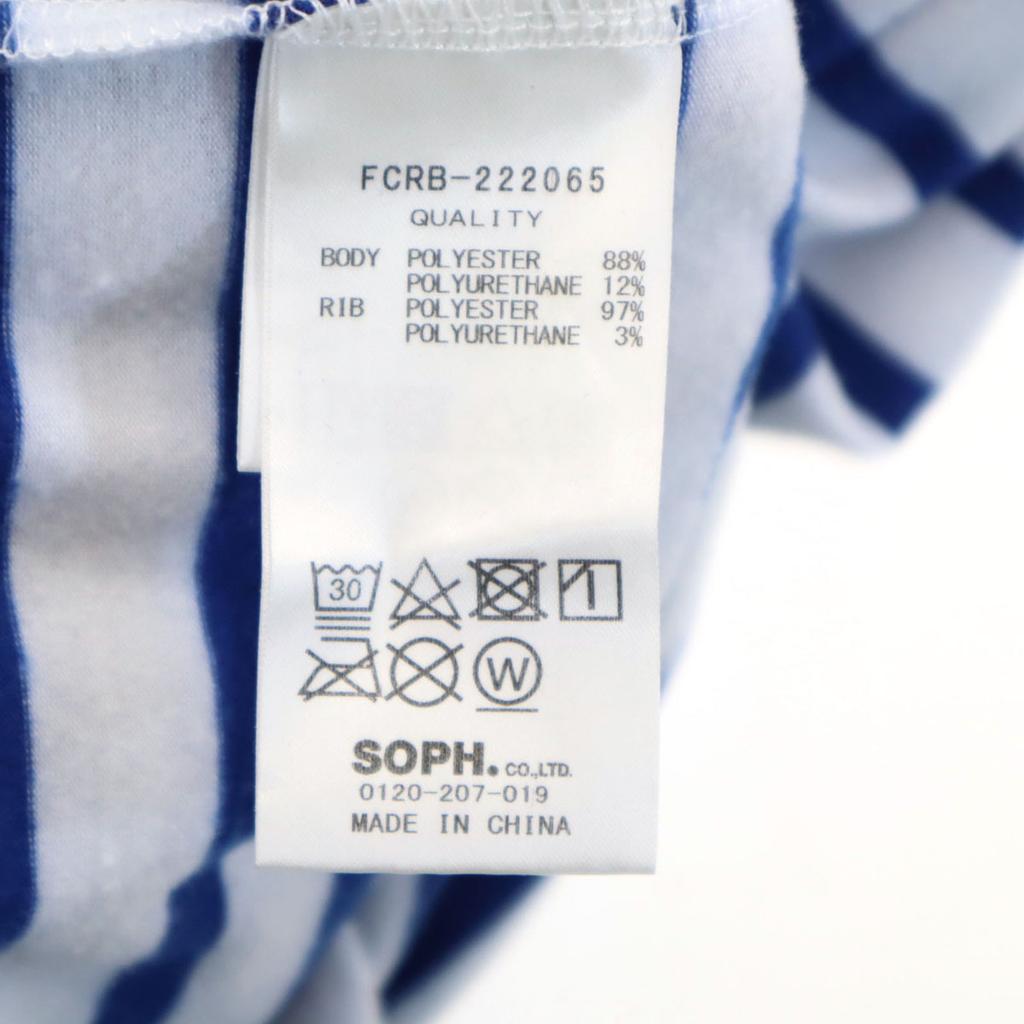 FCRB-222065
QUALITY
BODY POLYESTER 88%
POLYURETHANE 12%
RIB POLYESTER 97%
POLYURETHANE 3%
30
W
SOPH. CO.,LTD.
0120-207-019
MADE IN CHINA